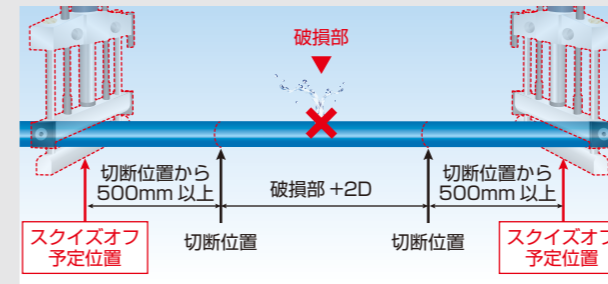 破損部
切断位置から
500mm 以上
破損部 +2D
切断位置から
500mm 以上
スクイズオフ
予定位置
切断位置
切断位置
スクイズオフ
予定位置